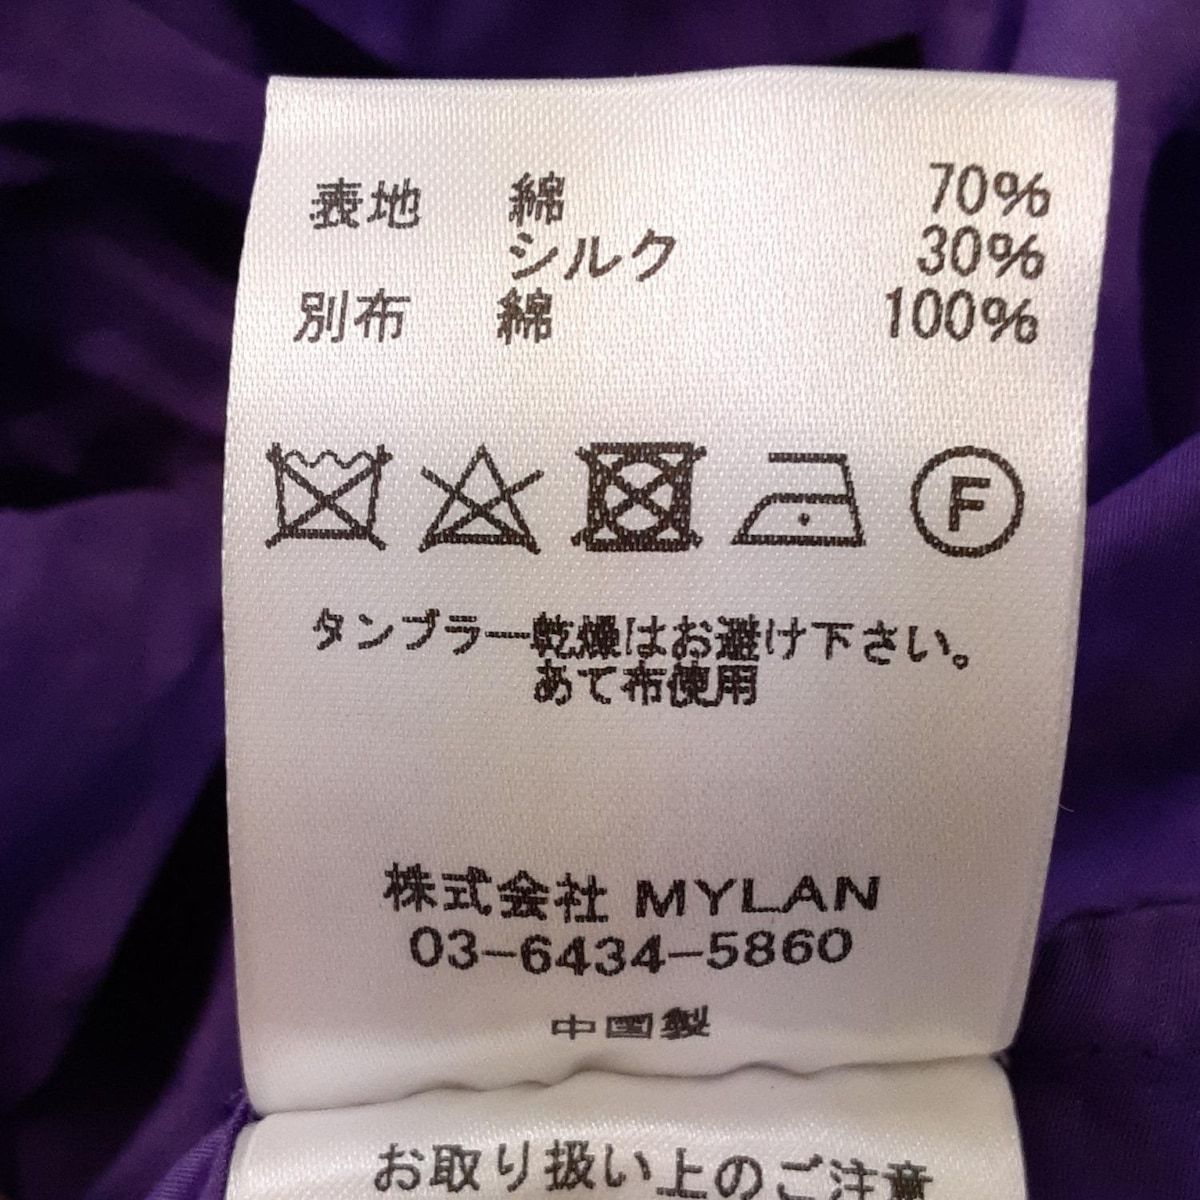 表地 綿 70%
シルク 30%
別布 綿 100%
F
タンブラー乾燥はお避け下さい。
あて布使用
株式会社 MYLAN
03-6434-5860
中国製
お取り扱い上のご注意